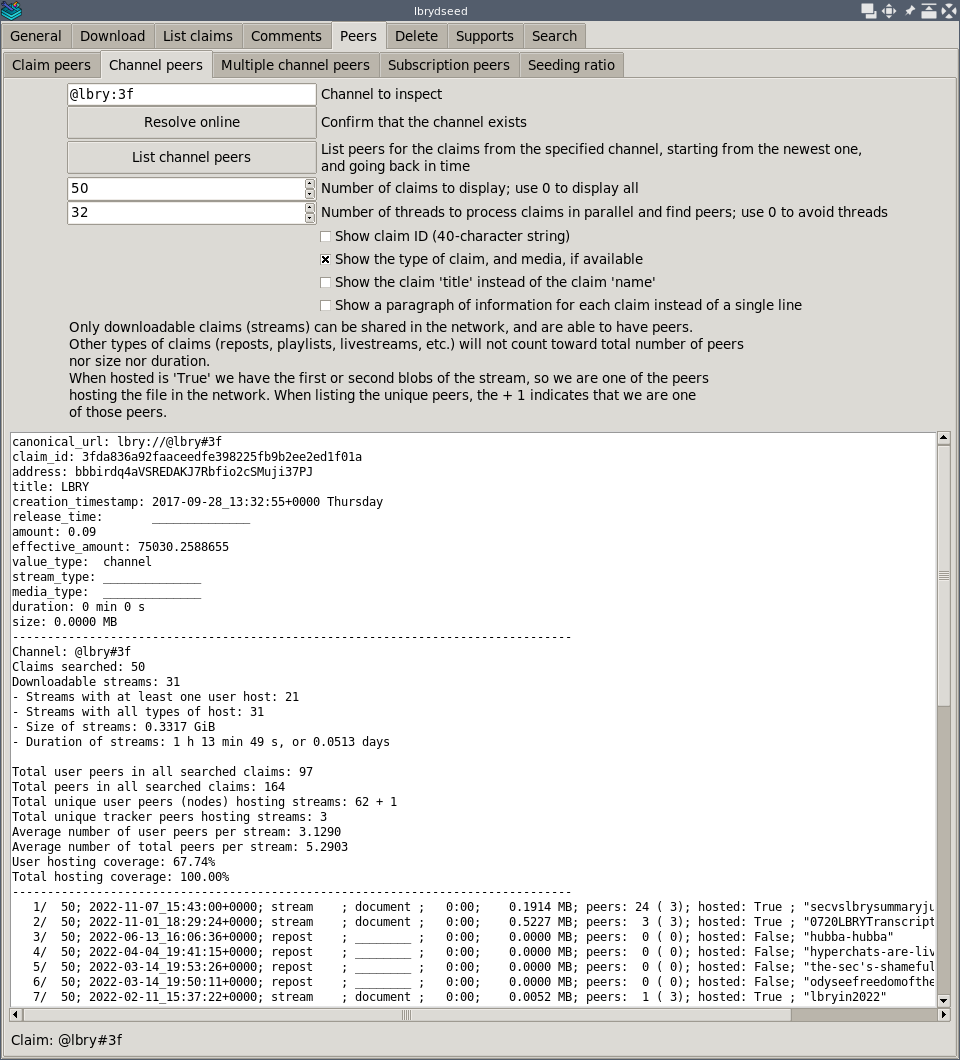 lbrydseed
General Download List claims Comments Peers Delete Supports Search
Claim peers Channel peers Multiple channel peers Subscription peers Seeding ratio
@lbry:3f Channel to inspect
Resolve online Confirm that the channel exists
List channel peers List peers for the claims from the specified channel, starting from the newest one,
and going back in time
50 Number of claims to display; use 0 to display all
32 Number of threads to process claims in parallel and find peers; use 0 to avoid threads
Show claim ID (40-character string)
Show the type of claim, and media, if available
Show the claim 'title' instead of the claim 'name'
Show a paragraph of information for each claim instead of a single line
Only downloadable claims (streams) can be shared in the network, and are able to have peers.
Other types of claims (reposts, playlists, livestreams, etc.) will not count toward total number of peers
nor size nor duration.
When hosted is 'True' we have the first or second blobs of the stream, so we are one of the peers
hosting the file in the network. When listing the unique peers, the + 1 indicates that we are one
of those peers.
canonical_url: lbry://@lbry#3f
claim_id: 3fda836a92faaceedfe398225fb9b2ee2ed1f01a
address: bbbirdq4aVSREDAKJ7Rbfio2cSMuji37PJ
title: LBRY
creation_timestamp: 2017-09-28_13:32:55+0000 Thursday
release_time: ______________
amount: 0.09
effective_amount: 75030.2588655
value_type: channel
stream_type: ______________
media_type: ______________
duration: 0 min 0 s
size: 0.0000 MB
--------------------------------------------------------------------------------
Channel: @lbry#3f
Claims searched: 50
Downloadable streams: 31
- Streams with at least one user host: 21
- Streams with all types of host: 31
- Size of streams: 0.3317 GiB
- Duration of streams: 1 h 13 min 49 s, or 0.0513 days
Total user peers in all searched claims: 97
Total peers in all searched claims: 164
Total unique user peers (nodes) hosting streams: 62 + 1
Total unique tracker peers hosting streams: 3
Average number of user peers per stream: 3.1290
Average number of total peers per stream: 5.2903
User hosting coverage: 67.74%
Total hosting coverage: 100.00%
--------------------------------------------------------------------------------
1/ 50; 2022-11-07_15:43:00+0000; stream ; document ; 0:00; 0.1914 MB; peers: 24 ( 3); hosted: True ; "secvslbrysummaryju
2/ 50; 2022-11-01_18:29:24+0000; stream ; document ; 0:00; 0.5227 MB; peers: 3 ( 3); hosted: True ; "0720LBRYTranscript
3/ 50; 2022-06-13_16:06:36+0000; repost ; ________ ; 0:00; 0.0000 MB; peers: 0 ( 0); hosted: False; "hubba-hubba"
4/ 50; 2022-04-04_19:41:15+0000; repost ; ________ ; 0:00; 0.0000 MB; peers: 0 ( 0); hosted: False; "hyperchats-are-liv
5/ 50; 2022-03-14_19:53:26+0000; repost ; ________ ; 0:00; 0.0000 MB; peers: 0 ( 0); hosted: False; "the-sec's-shameful
6/ 50; 2022-03-14_19:50:11+0000; repost ; ________ ; 0:00; 0.0000 MB; peers: 0 ( 0); hosted: False; "odyseefreedomofthe
7/ 50; 2022-02-11_15:37:22+0000; stream ; document ; 0:00; 0.0052 MB; peers: 1 ( 3); hosted: True ; "lbryin2022"
Claim: @lbry#3f